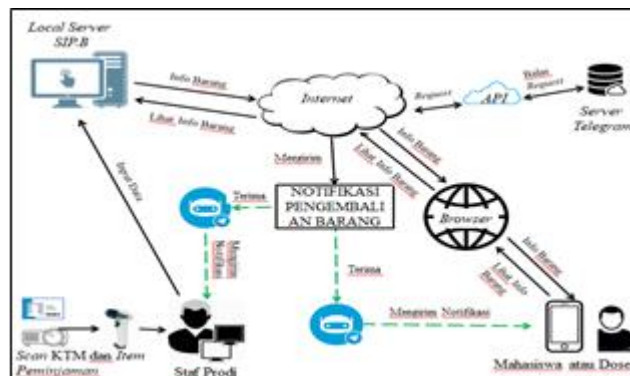 Local Server
SIP.B
Info Barang
Lihat Info Barang
Internet
Request
API
Balas
Request
Server
Telegram
Mengirim
Info Barang
Lihat Info Barang
Input Data
Terima
NOTIFIKASI
PENGEMBALI
AN BARANG
Browser
Mengirim
Notifikasi
Terima
Info Barang
Lihat Info
Barang
Mengirim Notifikasi
Scan KTM dan Item
Peminjaman
Staf Prodi
Mahasiswa atau Dose